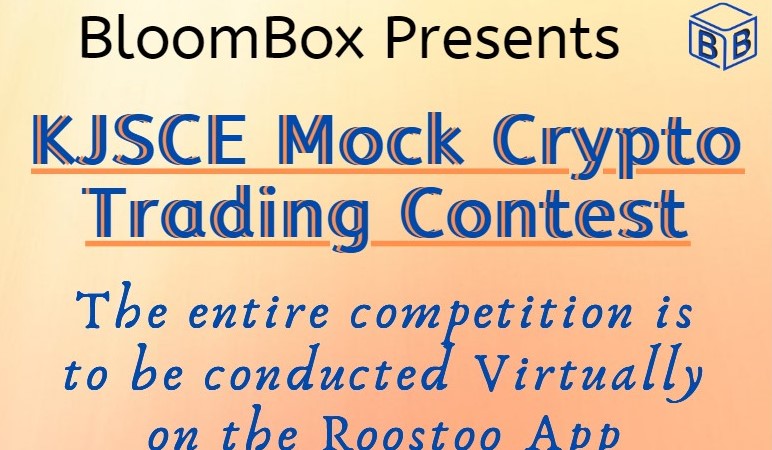 BloomBox Presents
BB
KJSCE Mock Crypto
Trading Contest
The entire competition is
to be conducted Virtually
on the Roostoo App